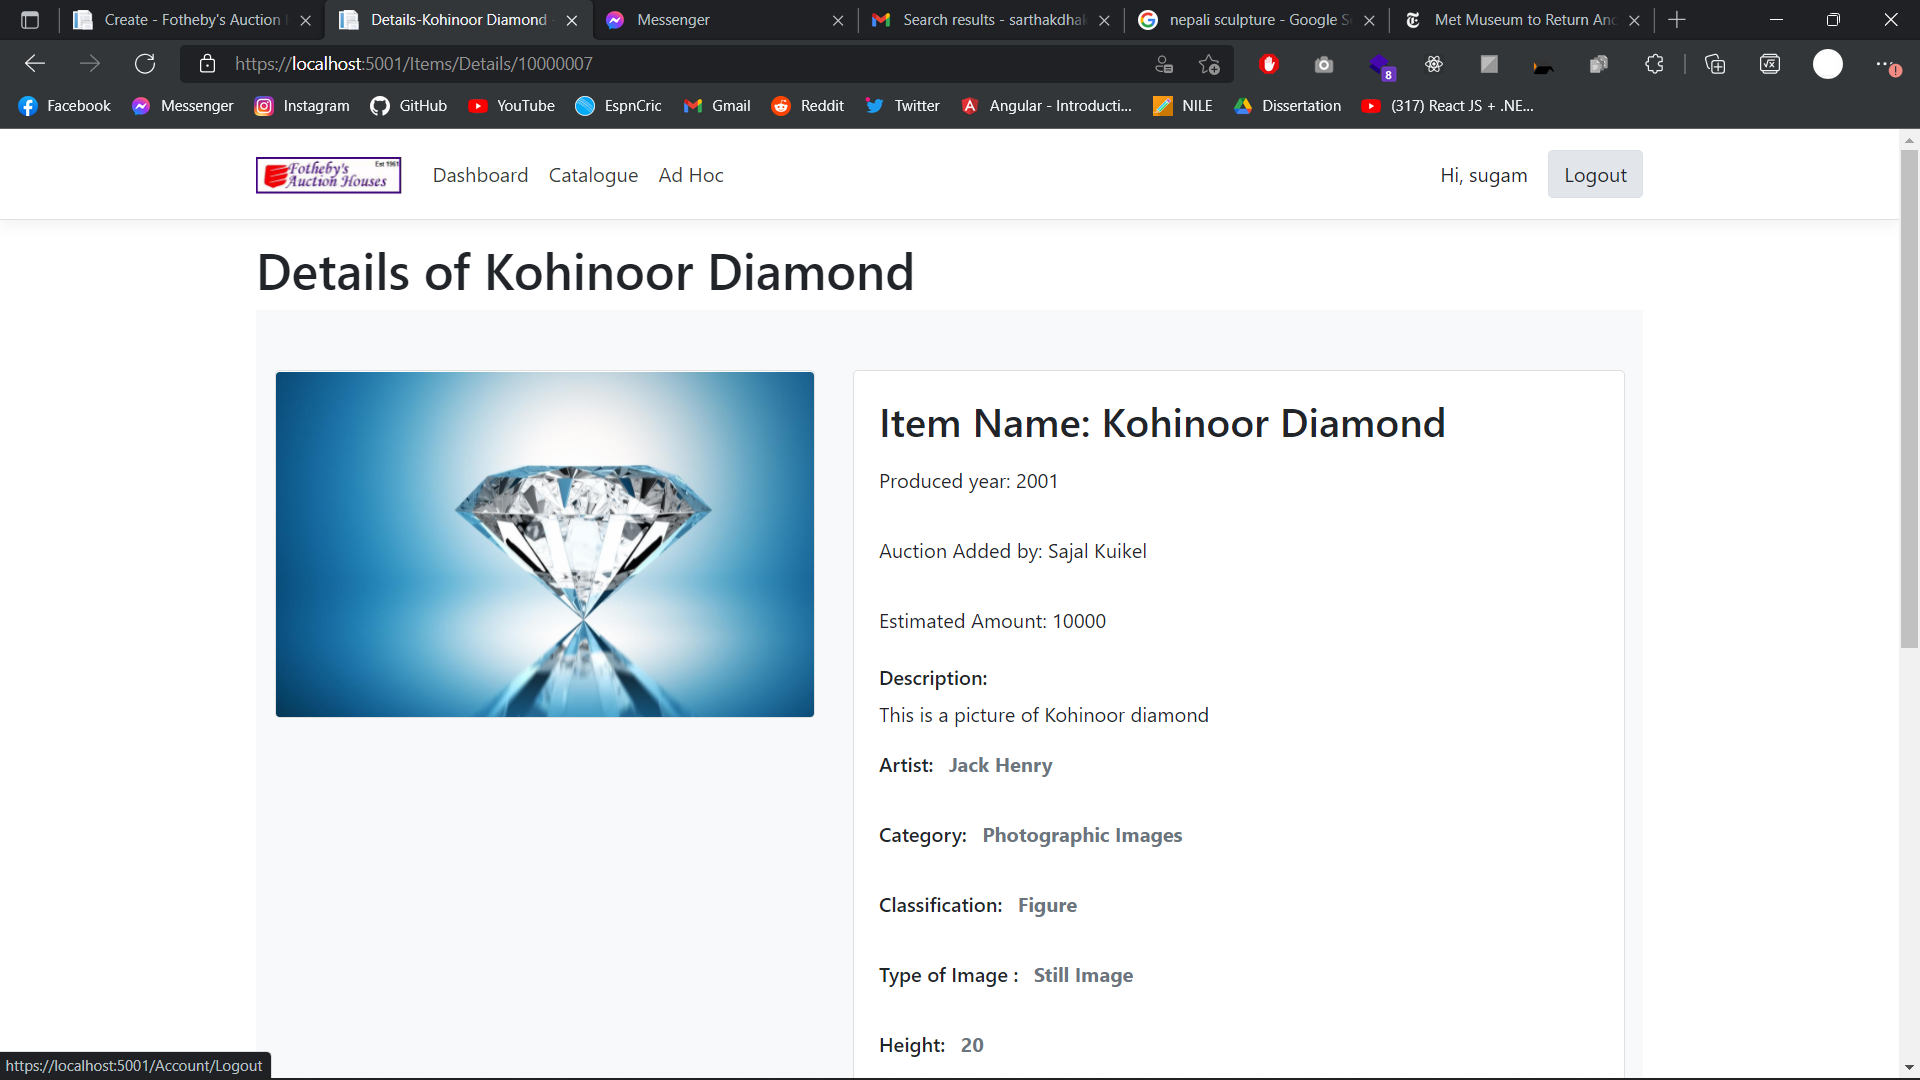 Create - Fotheby's Auction
Details-Kohinoor Diamond -
Messenger
Search results - sarthakdhak
nepali sculpture - Google Se
Met Museum to Return Anc
https://localhost:5001/Items/Details/10000007
8
Facebook
Messenger
Instagram
GitHub
YouTube
EspnCric
Gmail
Reddit
Twitter
Angular - Introducti...
NILE
Dissertation
(317) React JS + .NE...
Fotheby's
Auction Houses
Est 1961
Dashboard
Catalogue
Ad Hoc
Hi, sugam
Logout
Details of Kohinoor Diamond
Item Name: Kohinoor Diamond
Produced year: 2001
Auction Added by: Sajal Kuikel
Estimated Amount: 10000
Description:
This is a picture of Kohinoor diamond
Artist: Jack Henry
Category: Photographic Images
Classification: Figure
Type of Image : Still Image
Height: 20
https://localhost:5001/Account/Logout